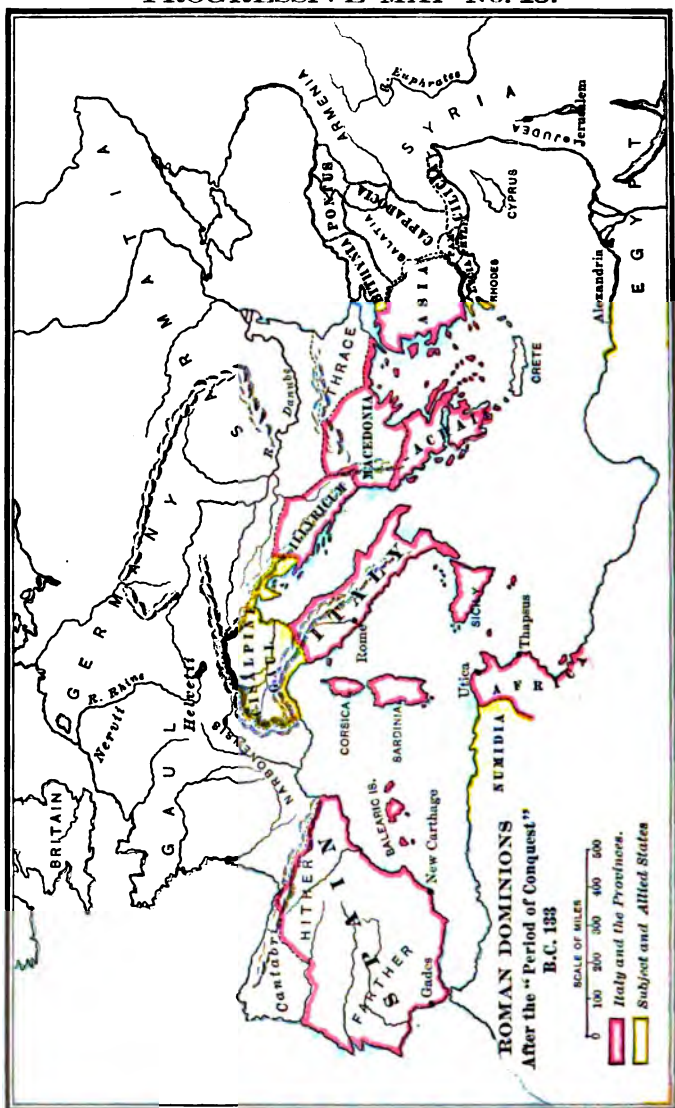 PROGRESSIVE MAP No. 13.
BRITAIN
GERMANY
SARMATIA
R. Rhine
Nervii
Helvetii
GAUL
NARBONENSIS
R. Danube
CISALPINE
GAUL
ILLYRICUM
THRACE
MACEDONIA
ACHAIA
ITALY
Rome
CORSICA
SARDINIA
SICILY
BALEARIC IS.
New Carthage
Cantabri
HITHER
SPAIN
FARTHER
Gades
Utica
Thapsus
AFR
NUMIDIA
CRETE
RHODES
CYPRUS
ASIA
BITHYNIA
PONTUS
GALATIA
CAPPADOCIA
CILICIA
LYCIA
ARMENIA
R. Euphrates
SYRIA
JUDEA
Jerusalem
Alexandria
EGYPT
ROMAN DOMINIONS
After the "Period of Conquest"
B.C. 133
SCALE OF MILES
0 100 200 300 400 500
Italy and the Provinces.
Subject and Allied States